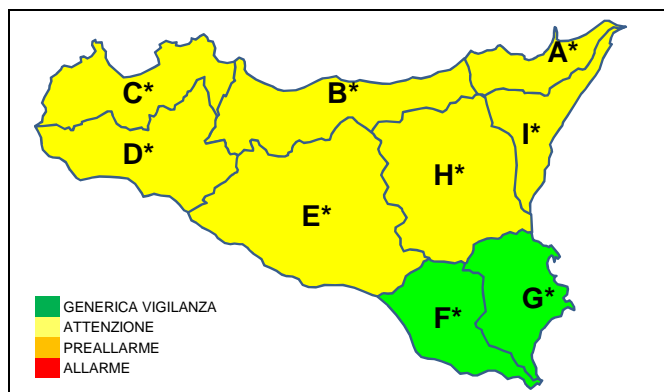 A*
C*
B*
I*
D*
H*
E*
G*
F*
GENERICA VIGILANZA
ATTENZIONE
PREALLARME
ALLARME